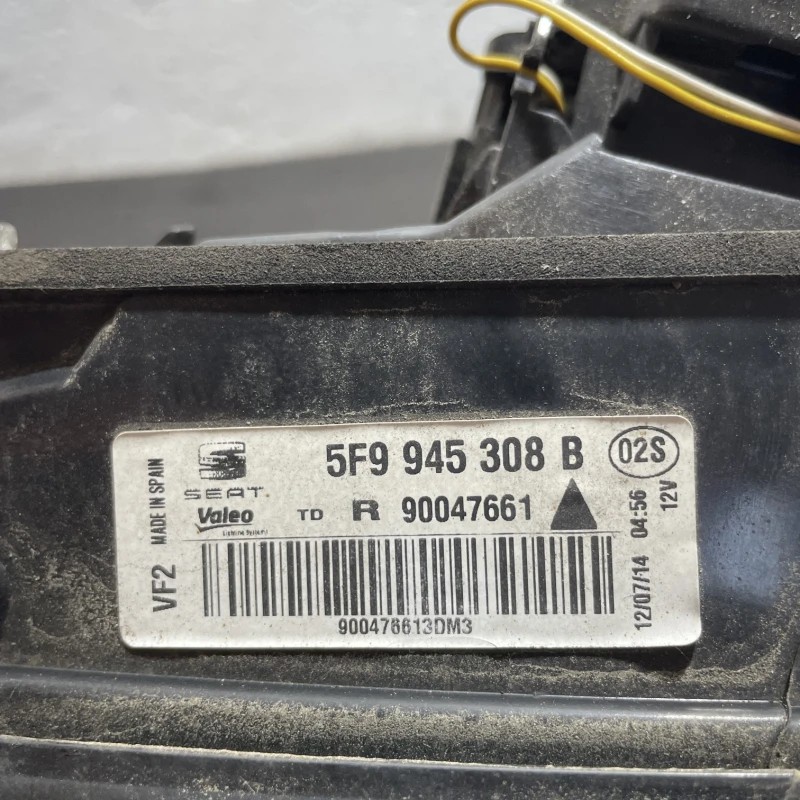 5F9 945 308 B
02S
SEAT
Valeo
TD R 90047661
900476613DM3
MADE IN SPAIN
VF2
12/07/14 04:56
12V